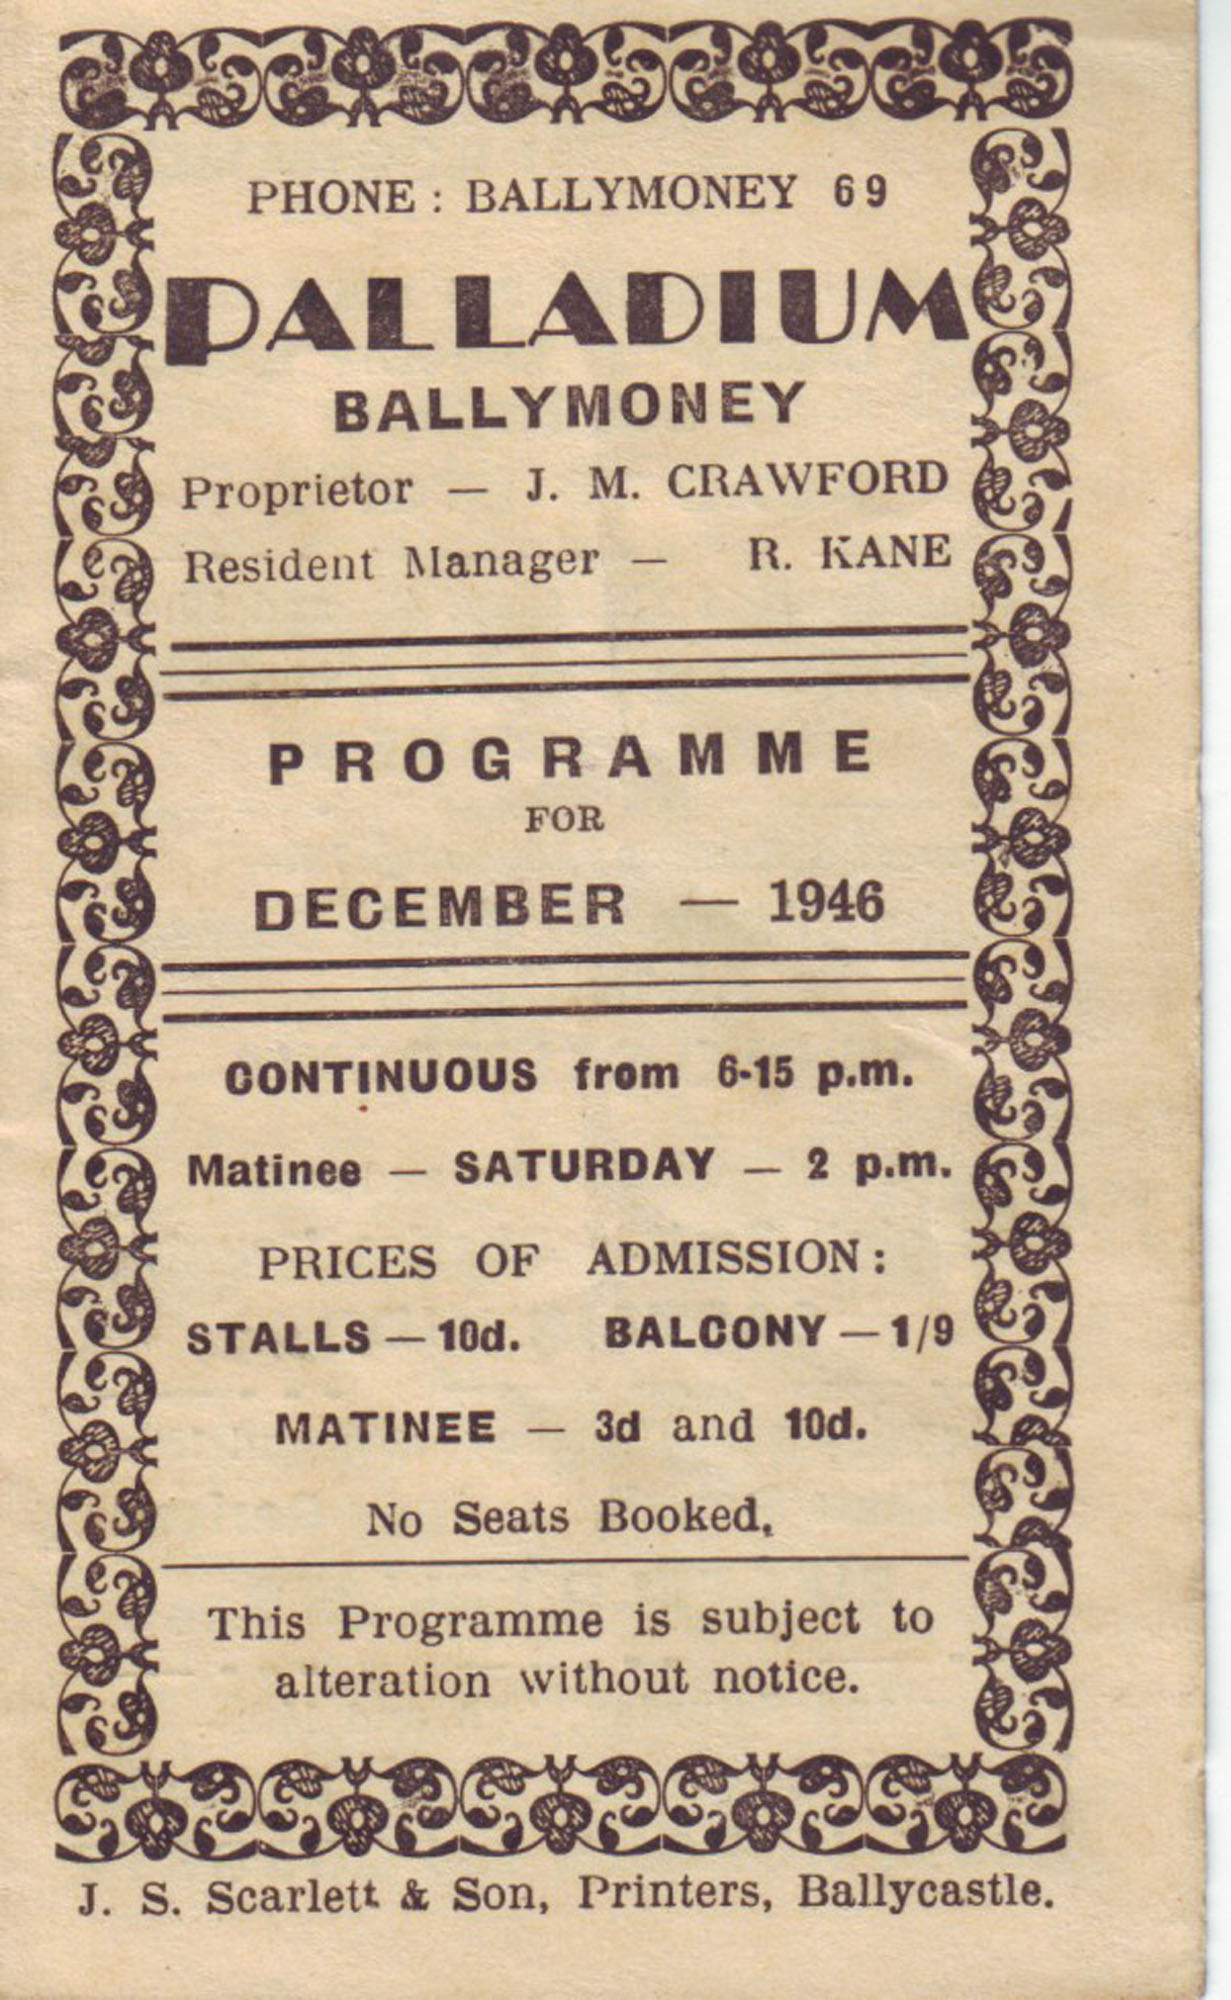 PHONE : BALLYMONEY 69
PALLADIUM
BALLYMONEY
Proprietor — J. M. CRAWFORD
Resident Manager — R. KANE
PROGRAMME
FOR
DECEMBER — 1946
CONTINUOUS from 6-15 p.m.
Matinee — SATURDAY — 2 p.m.
PRICES OF ADMISSION :
STALLS — 10d. BALCONY — 1/9
MATINEE — 3d and 10d.
No Seats Booked.
This Programme is subject to
alteration without notice.
J. S. Scarlett & Son, Printers, Ballycastle.